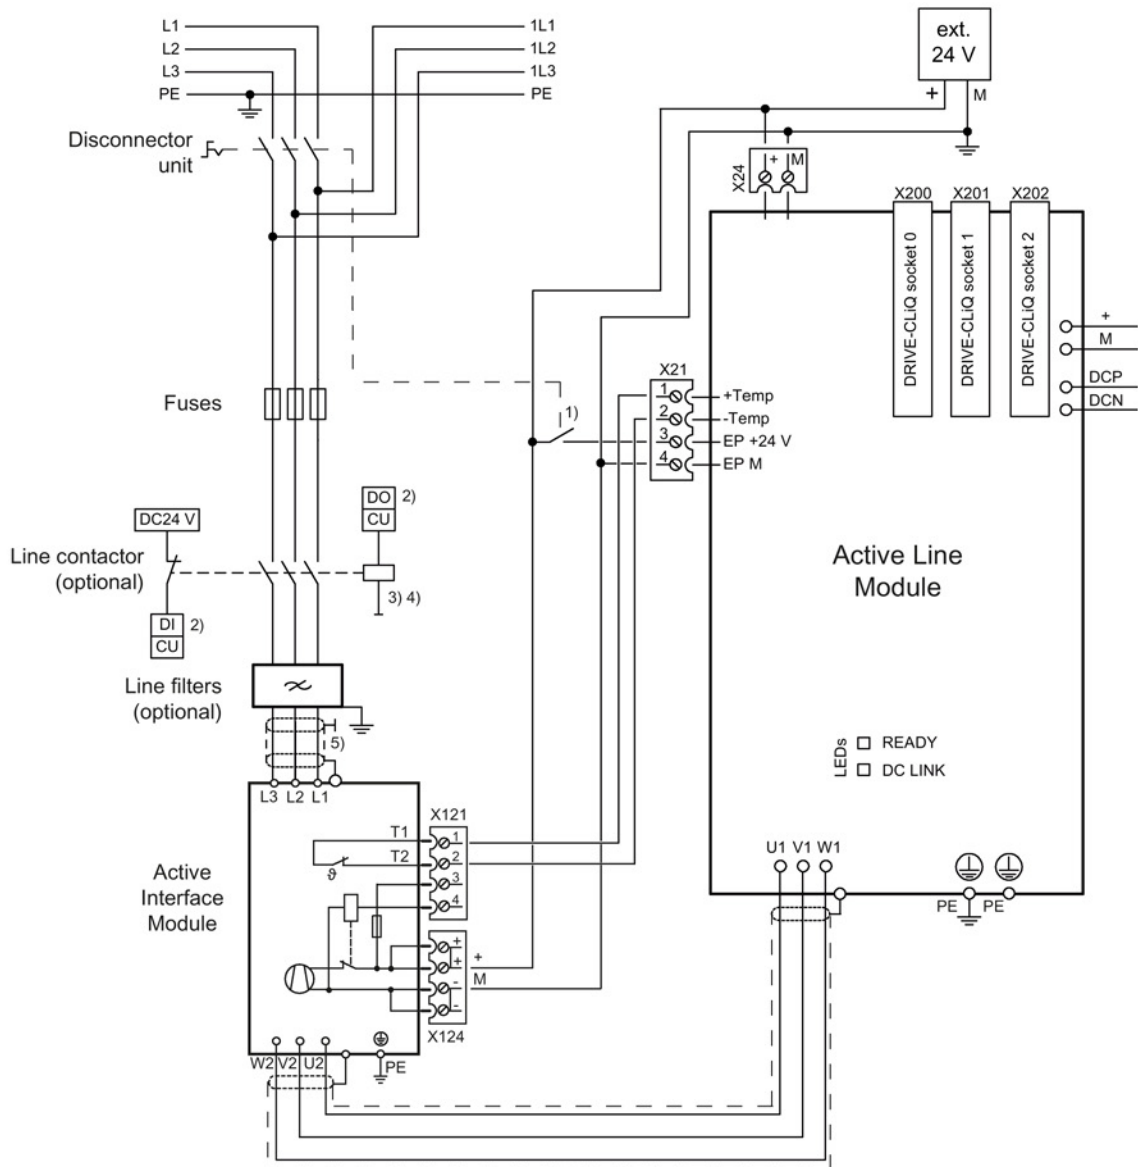 L1
1L1
L2
1L2
L3
1L3
PE
PE
ext.
24 V
+
M
Disconnector
unit
X24
+
M
X200
X201
X202
DRIVE-CLiQ socket 0
DRIVE-CLiQ socket 1
DRIVE-CLiQ socket 2
+
M
DCP
DCN
Fuses
X21
1
+Temp
2
-Temp
1)
3
EP +24 V
4
EP M
DO
2)
CU
DC24 V
Line contactor
(optional)
3) 4)
DI
2)
CU
Active Line
Module
Line filters
(optional)
5)
LEDs
READY
DC LINK
L3
L2
L1
X121
T1
1
T2
2
ϑ
3
4
Active
Interface
Module
+
+
-
-
+
M
X124
U1
V1
W1
PE
PE
W2
V2
U2
PE